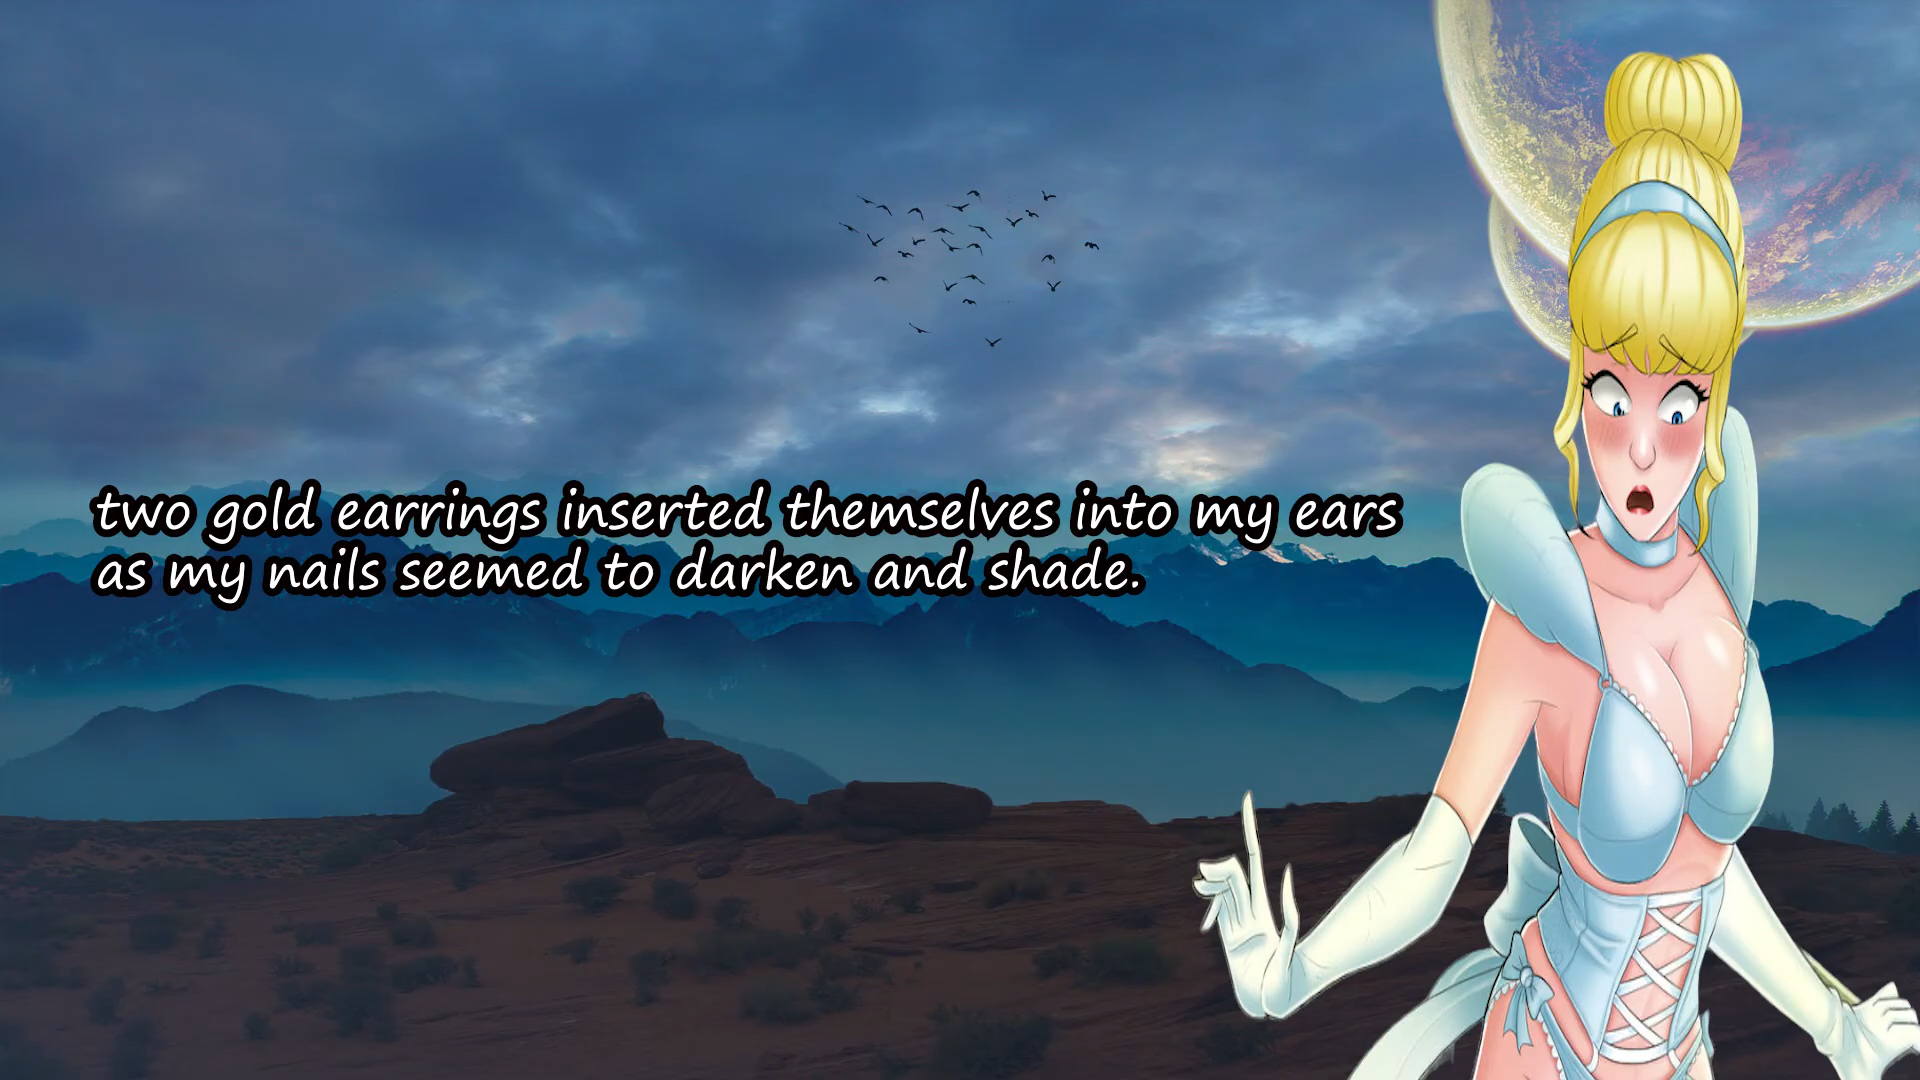 two gold earrings inserted themselves into my ears
as my nails seemed to darken and shade.